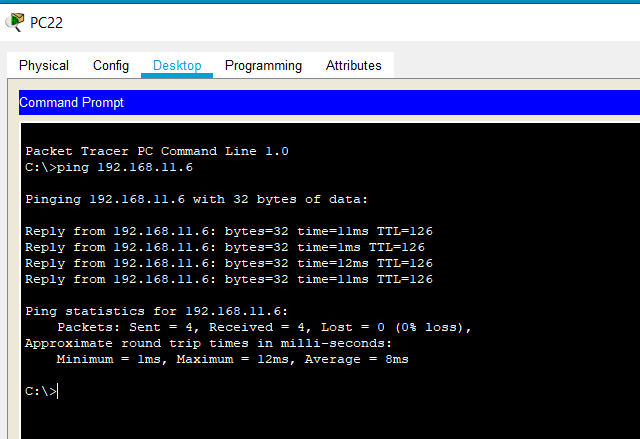 PC22
Physical Config Desktop Programming Attributes
Command Prompt
Packet Tracer PC Command Line 1.0
C:\>ping 192.168.11.6
Pinging 192.168.11.6 with 32 bytes of data:
Reply from 192.168.11.6: bytes=32 time=11ms TTL=126
Reply from 192.168.11.6: bytes=32 time=1ms TTL=126
Reply from 192.168.11.6: bytes=32 time=12ms TTL=126
Reply from 192.168.11.6: bytes=32 time=11ms TTL=126
Ping statistics for 192.168.11.6:
Packets: Sent = 4, Received = 4, Lost = 0 (0% loss),
Approximate round trip times in milli-seconds:
Minimum = 1ms, Maximum = 12ms, Average = 8ms
C:\>